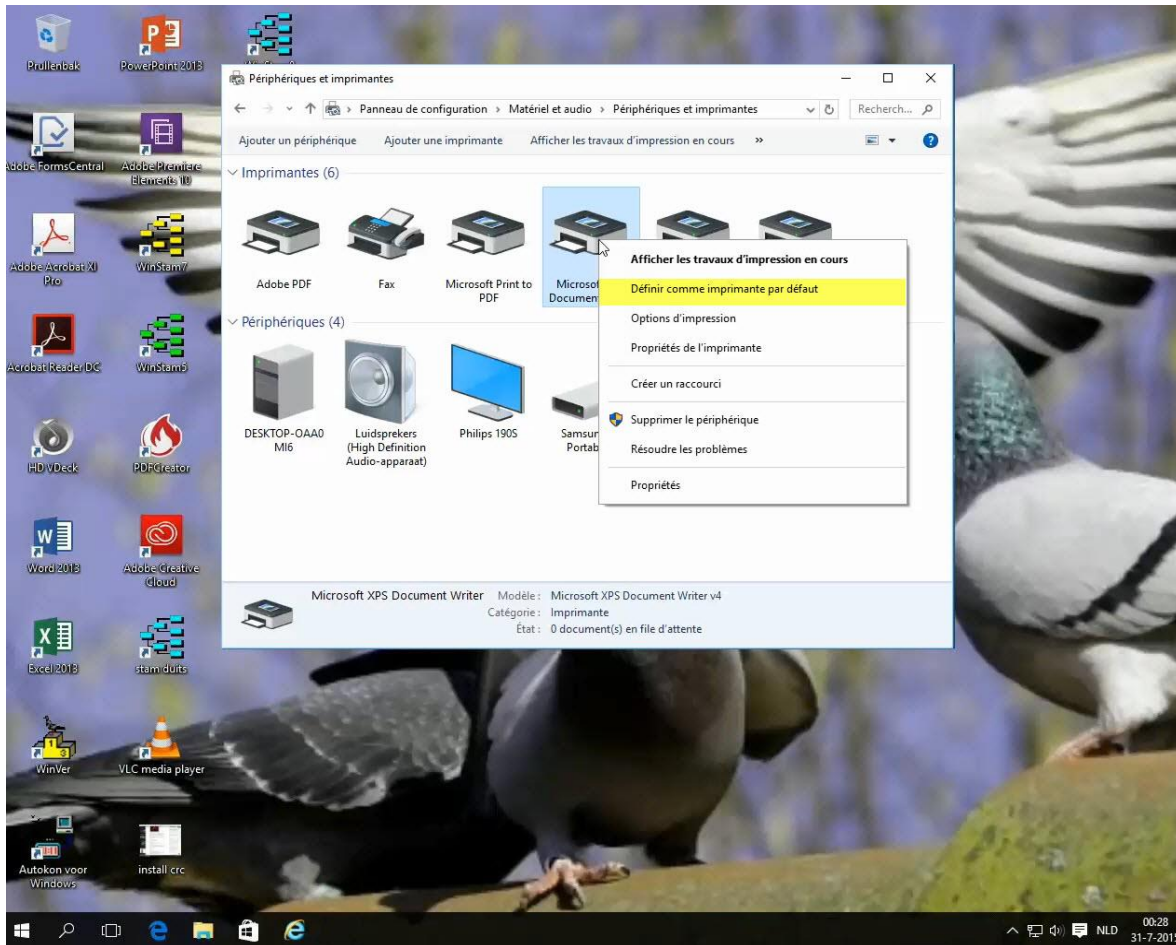 Prullenbak
PowerPoint 2013
Adobe FormsCentral
Adobe Premiere
Elements 10
Adobe Acrobat XI
Pro
WinStam7
Acrobat Reader DC
WinStam5
HD VDeck
PDFCreator
Word 2013
Adobe Creative
Cloud
Excel 2013
stam duits
WinVer
VLC media player
Autokon voor
Windows
install crc
Périphériques et imprimantes
Panneau de configuration > Matériel et audio > Périphériques et imprimantes
Recherch...
Ajouter un périphérique
Ajouter une imprimante
Afficher les travaux d'impression en cours
»
Imprimantes (6)
Adobe PDF
Fax
Microsoft Print to
PDF
Périphériques (4)
DESKTOP-OAA0
MI6
Luidsprekers
(High Definition
Audio-apparaat)
Philips 190S
Afficher les travaux d'impression en cours
Définir comme imprimante par défaut
Options d'impression
Propriétés de l'imprimante
Créer un raccourci
Supprimer le périphérique
Résoudre les problèmes
Propriétés
Microsoft XPS Document Writer
Modèle : Microsoft XPS Document Writer v4
Catégorie : Imprimante
État : 0 document(s) en file d'attente
NLD
00:28